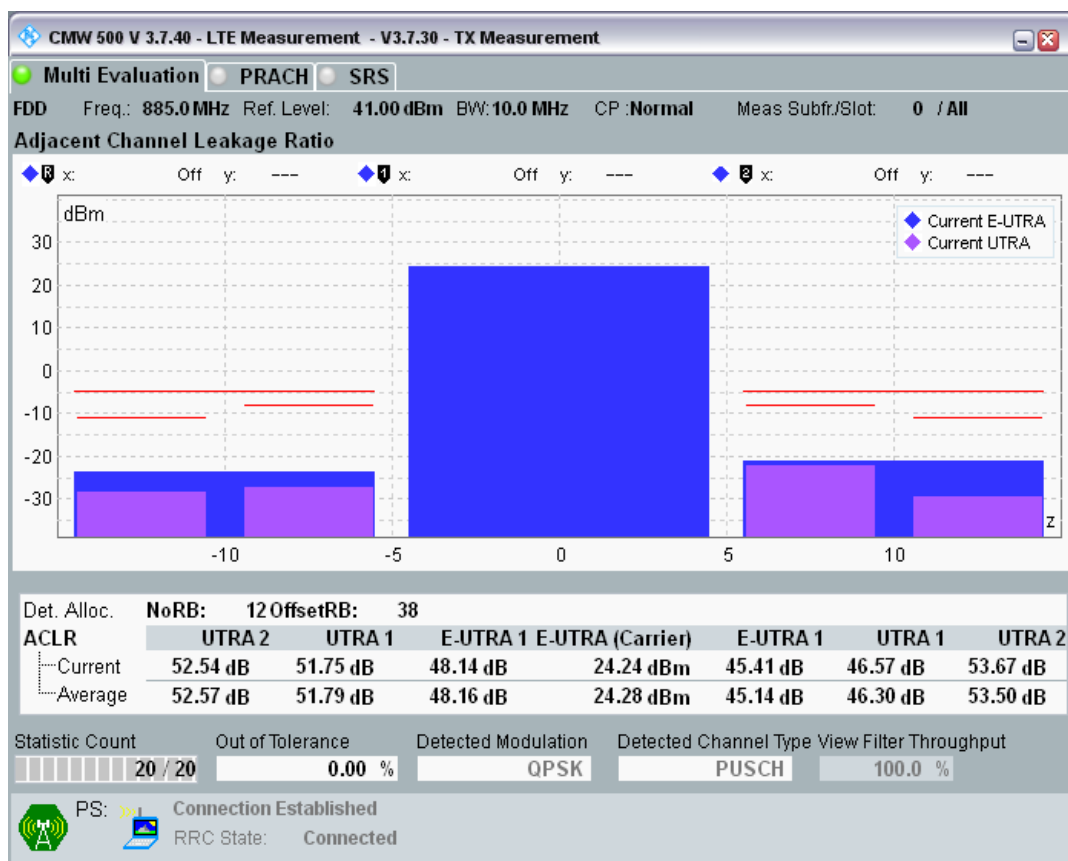 CMW 500 V 3.7.40 - LTE Measurement - V3.7.30 - TX Measurement
Multi Evaluation PRACH SRS
FDD Freq.: 885.0 MHz Ref. Level: 41.00 dBm BW: 10.0 MHz CP :Normal Meas Subfr./Slot: 0 / All
Adjacent Channel Leakage Ratio
R x: Off y: --- 1 x: Off y: --- 2 x: Off y: ---
dBm
Current E-UTRA
Current UTRA
30
20
10
0
-10
-20
-30
z
-10 -5 0 5 10
Det. Alloc. NoRB: 12 OffsetRB: 38
ACLR UTRA 2 UTRA 1 E-UTRA 1 E-UTRA (Carrier) E-UTRA 1 UTRA 1 UTRA 2
Current 52.54 dB 51.75 dB 48.14 dB 24.24 dBm 45.41 dB 46.57 dB 53.67 dB
Average 52.57 dB 51.79 dB 48.16 dB 24.28 dBm 45.14 dB 46.30 dB 53.50 dB
Statistic Count Out of Tolerance Detected Modulation Detected Channel Type View Filter Throughput
20 / 20 0.00 % QPSK PUSCH 100.0 %
PS: Connection Established
RRC State: Connected